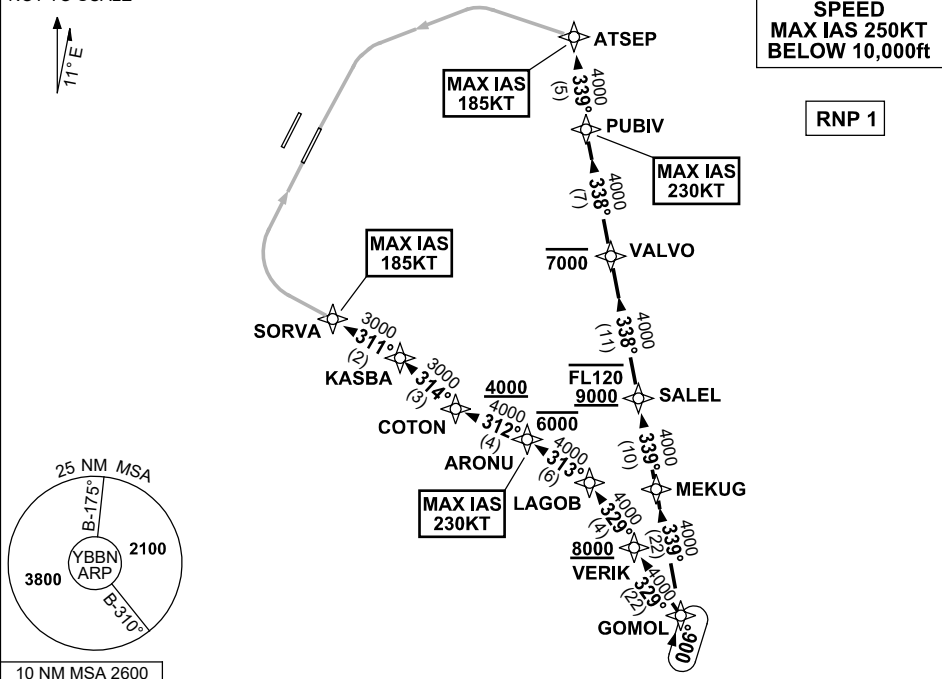 11° E
SPEED
MAX IAS 250KT
BELOW 10,000ft
RNP 1
ATSEP
MAX IAS
185KT
4000
339°
(5)
PUBIV
MAX IAS
230KT
4000
338°
(7)
7000
VALVO
4000
338°
(11)
FL120
9000
SALEL
4000
339°
(10)
MEKUG
4000
339°
(22)
MAX IAS
185KT
SORVA
3000
311°
(2)
KASBA
3000
314°
(3)
COTON
4000
4000
312°
(4)
6000
ARONU
MAX IAS
230KT
4000
313°
(6)
LAGOB
4000
329°
(4)
8000
VERIK
4000
329°
(22)
GOMOL
006°
25 NM MSA
B-175°
2100
YBBN
ARP
3800
B-310°
10 NM MSA 2600